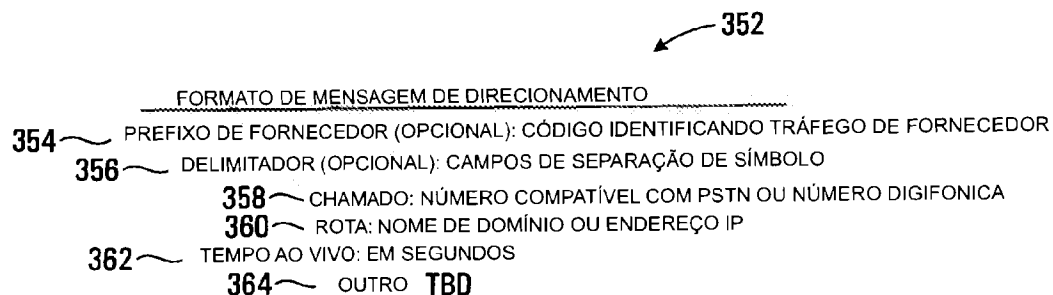 352
FORMATO DE MENSAGEM DE DIRECIONAMENTO
354 PREFIXO DE FORNECEDOR (OPCIONAL): CÓDIGO IDENTIFICANDO TRÁFEGO DE FORNECEDOR
356 DELIMITADOR (OPCIONAL): CAMPOS DE SEPARAÇÃO DE SÍMBOLO
358 CHAMADO: NÚMERO COMPATÍVEL COM PSTN OU NÚMERO DIGIFONICA
360 ROTA: NOME DE DOMÍNIO OU ENDEREÇO IP
362 TEMPO AO VIVO: EM SEGUNDOS
364 OUTRO TBD